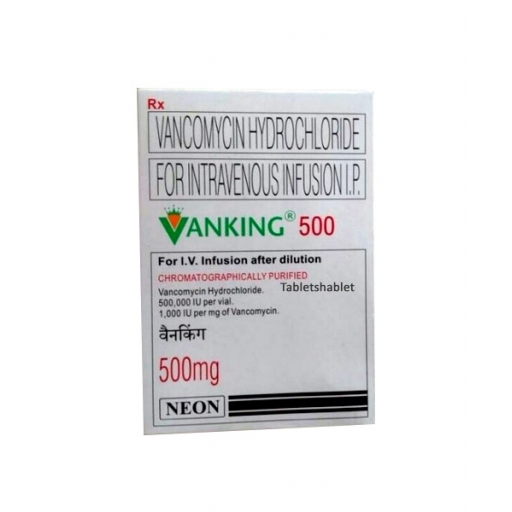 Rx
VANCOMYCIN HYDROCHLORIDE
FOR INTRAVENOUS INFUSION I.P.
VANKING® 500
For I.V. Infusion after dilution
CHROMATOGRAPHICALLY PURIFIED
Tabletshablet
Vancomycin Hydrochloride.
500,000 IU per vial.
1,000 IU per mg of Vancomycin.
वैनकिंग
500mg
NEON